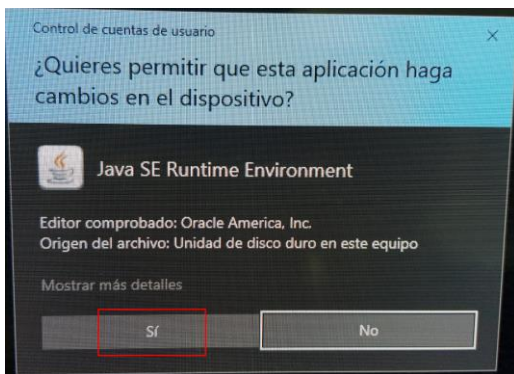 Control de cuentas de usuario
¿Quieres permitir que esta aplicación haga
cambios en el dispositivo?
Java SE Runtime Environment
Editor comprobado: Oracle America, Inc.
Origen del archivo: Unidad de disco duro en este equipo
Mostrar más detalles
Sí
No